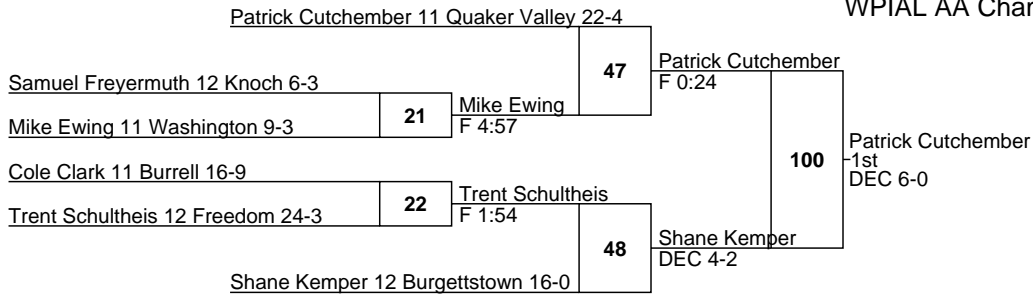 WPIAL AA
Patrick Cutchember 11 Quaker Valley 22-4
47
Patrick Cutchember
F 0:24
Samuel Freyermuth 12 Knoch 6-3
21
Mike Ewing
F 4:57
Mike Ewing 11 Washington 9-3
100
Patrick Cutchember
1st
DEC 6-0
Cole Clark 11 Burrell 16-9
22
Trent Schultheis
F 1:54
Trent Schultheis 12 Freedom 24-3
48
Shane Kemper
DEC 4-2
Shane Kemper 12 Burgettstown 16-0